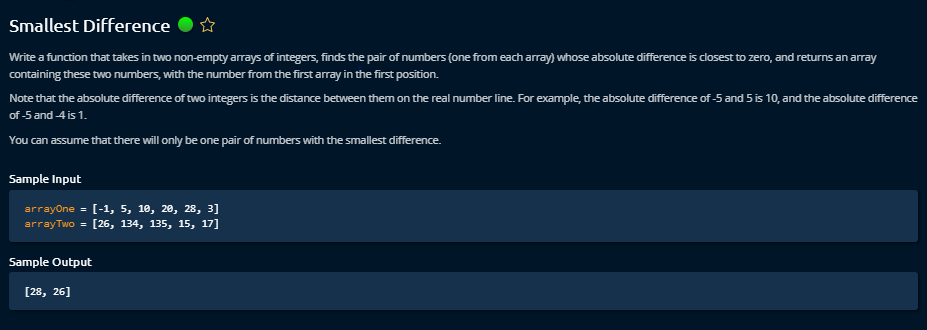 Smallest Difference
Write a function that takes in two non-empty arrays of integers, finds the pair of numbers (one from each array) whose absolute difference is closest to zero, and returns an array
containing these two numbers, with the number from the first array in the first position.
Note that the absolute difference of two integers is the distance between them on the real number line. For example, the absolute difference of -5 and 5 is 10, and the absolute difference
of -5 and -4 is 1.
You can assume that there will only be one pair of numbers with the smallest difference.
Sample Input
arrayOne = [-1, 5, 10, 20, 28, 3]
arrayTwo = [26, 134, 135, 15, 17]
Sample Output
[28, 26]